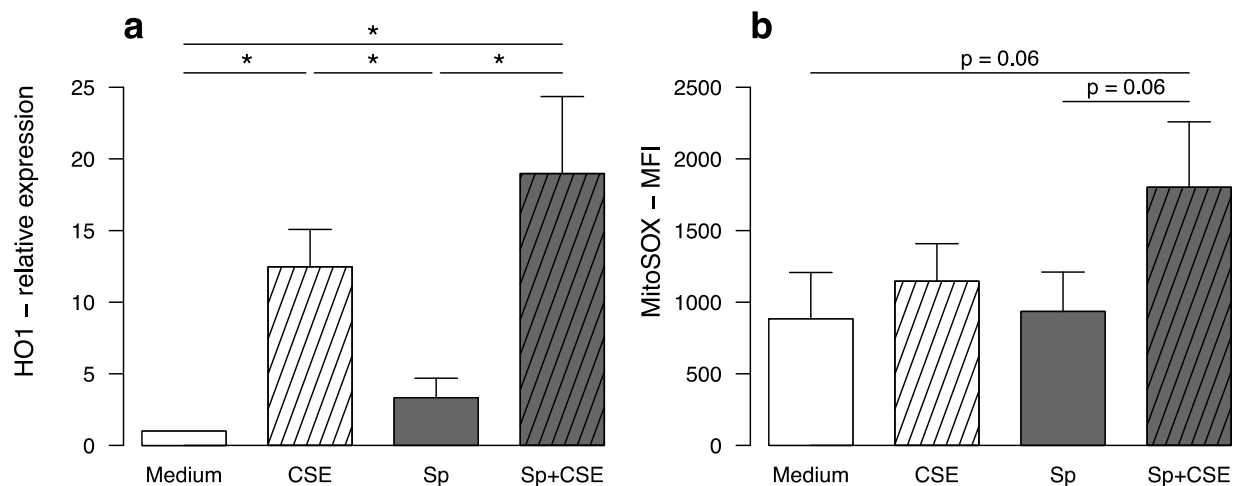 a
*
* * *
HO1 – relative expression
25
20
15
10
5
0
Medium CSE Sp Sp+CSE
b
p = 0.06
p = 0.06
MitoSOX – MFI
2500
2000
1500
1000
500
0
Medium CSE Sp Sp+CSE